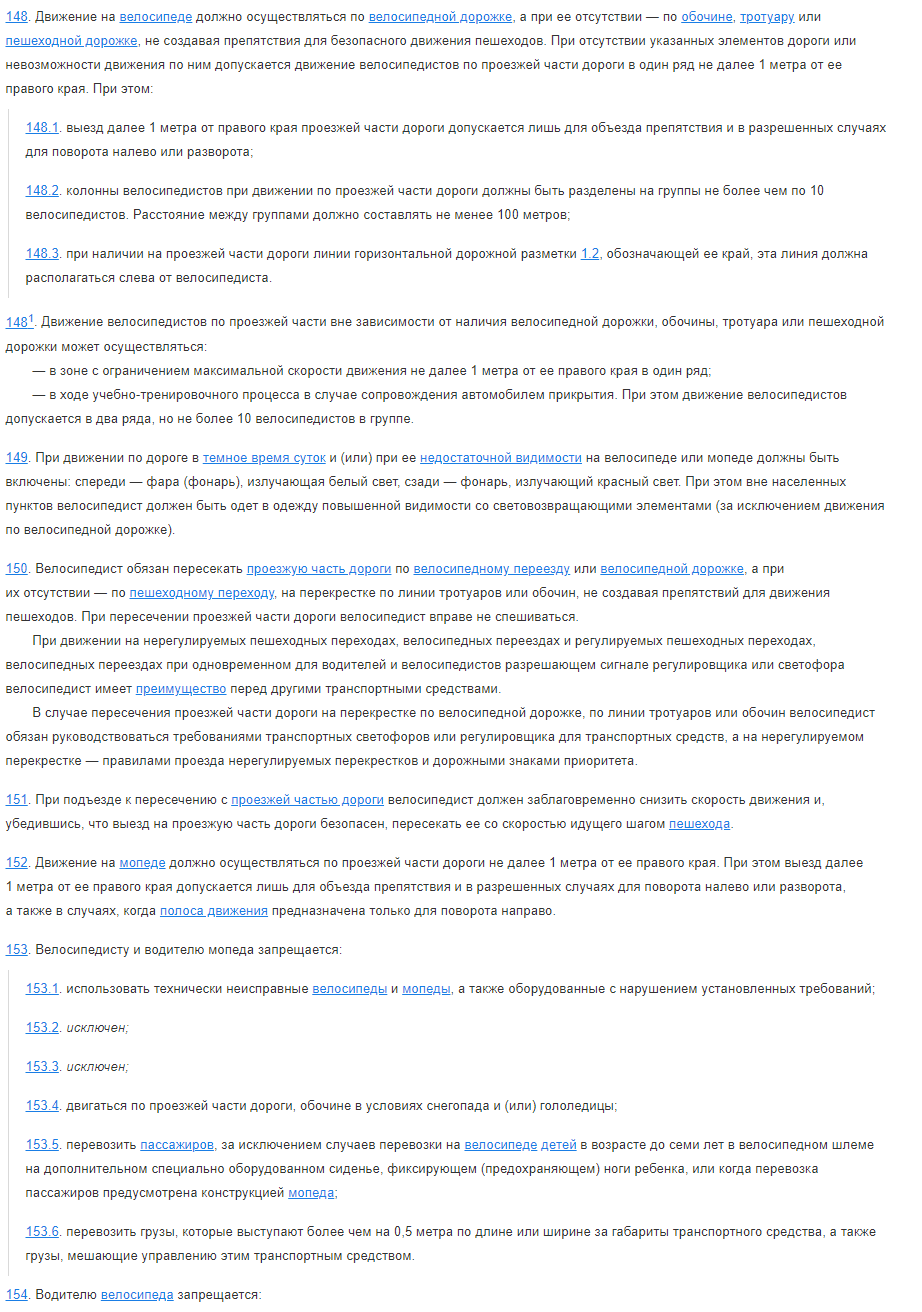 148. Движение на велосипеде должно осуществляться по велосипедной дорожке, а при ее отсутствии — по обочине, тротуару или
пешеходной дорожке, не создавая препятствия для безопасного движения пешеходов. При отсутствии указанных элементов дороги или
невозможности движения по ним допускается движение велосипедистов по проезжей части дороги в один ряд не далее 1 метра от ее
правого края. При этом:
148.1. выезд далее 1 метра от правого края проезжей части дороги допускается лишь для объезда препятствия и в разрешенных случаях
для поворота налево или разворота;
148.2. колонны велосипедистов при движении по проезжей части дороги должны быть разделены на группы не более чем по 10
велосипедистов. Расстояние между группами должно составлять не менее 100 метров;
148.3. при наличии на проезжей части дороги линии горизонтальной дорожной разметки 1.2, обозначающей ее край, эта линия должна
располагаться слева от велосипедиста.
148¹. Движение велосипедистов по проезжей части вне зависимости от наличия велосипедной дорожки, обочины, тротуара или пешеходной
дорожки может осуществляться:
— в зоне с ограничением максимальной скорости движения не далее 1 метра от ее правого края в один ряд;
— в ходе учебно-тренировочного процесса в случае сопровождения автомобилем прикрытия. При этом движение велосипедистов
допускается в два ряда, но не более 10 велосипедистов в группе.
149. При движении по дороге в темное время суток и (или) при ее недостаточной видимости на велосипеде или мопеде должны быть
включены: спереди — фара (фонарь), излучающая белый свет, сзади — фонарь, излучающий красный свет. При этом вне населенных
пунктов велосипедист должен быть одет в одежду повышенной видимости со световозвращающими элементами (за исключением движения
по велосипедной дорожке).
150. Велосипедист обязан пересекать проезжую часть дороги по велосипедному переезду или велосипедной дорожке, а при
их отсутствии — по пешеходному переходу, на перекрестке по линии тротуаров или обочин, не создавая препятствий для движения
пешеходов. При пересечении проезжей части дороги велосипедист вправе не спешиваться.
При движении на нерегулируемых пешеходных переходах, велосипедных переездах и регулируемых пешеходных переходах,
велосипедных переездах при одновременном для водителей и велосипедистов разрешающем сигнале регулировщика или светофора
велосипедист имеет преимущество перед другими транспортными средствами.
В случае пересечения проезжей части дороги на перекрестке по велосипедной дорожке, по линии тротуаров или обочин велосипедист
обязан руководствоваться требованиями транспортных светофоров или регулировщика для транспортных средств, а на нерегулируемом
перекрестке — правилами проезда нерегулируемых перекрестков и дорожными знаками приоритета.
151. При подъезде к пересечению с проезжей частью дороги велосипедист должен заблаговременно снизить скорость движения и,
убедившись, что выезд на проезжую часть дороги безопасен, пересекать ее со скоростью идущего шагом пешехода.
152. Движение на мопеде должно осуществляться по проезжей части дороги не далее 1 метра от ее правого края. При этом выезд далее
1 метра от ее правого края допускается лишь для объезда препятствия и в разрешенных случаях для поворота налево или разворота,
а также в случаях, когда полоса движения предназначена только для поворота направо.
153. Велосипедисту и водителю мопеда запрещается:
153.1. использовать технически неисправные велосипеды и мопеды, а также оборудованные с нарушением установленных требований;
153.2. исключен;
153.3. исключен;
153.4. двигаться по проезжей части дороги, обочине в условиях снегопада и (или) гололедицы;
153.5. перевозить пассажиров, за исключением случаев перевозки на велосипеде детей в возрасте до семи лет в велосипедном шлеме
на дополнительном специально оборудованном сиденье, фиксирующем (предохраняющем) ноги ребенка, или когда перевозка
пассажиров предусмотрена конструкцией мопеда;
153.6. перевозить грузы, которые выступают более чем на 0,5 метра по длине или ширине за габариты транспортного средства, а также
грузы, мешающие управлению этим транспортным средством.
154. Водителю велосипеда запрещается: